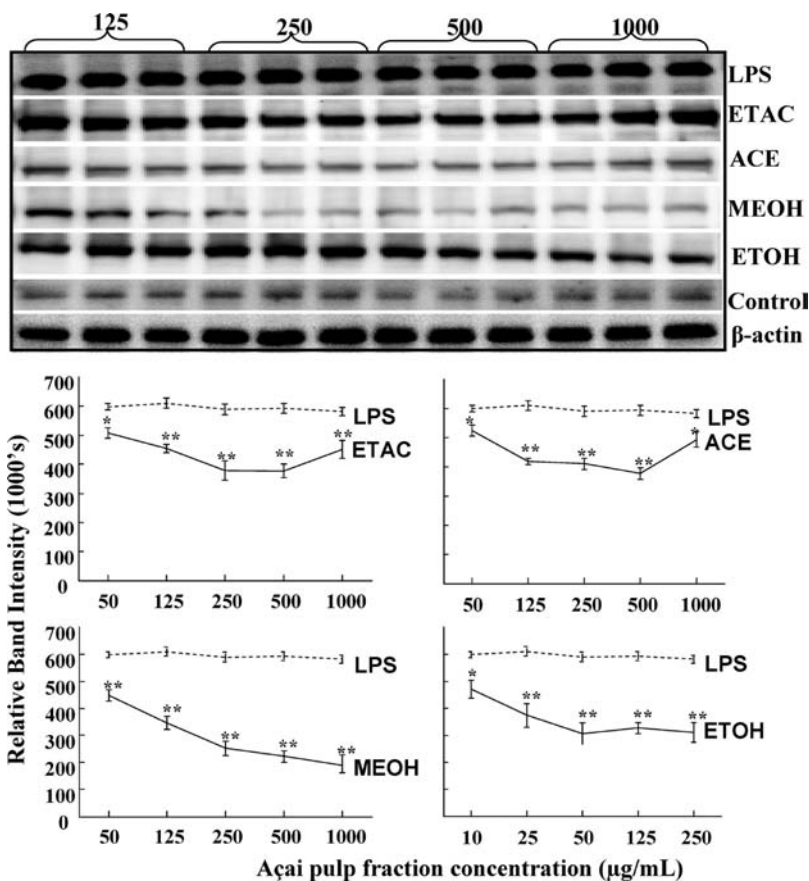 125 250 500 1000
LPS
ETAC
ACE
MEOH
ETOH
Control
β-actin
Relative Band Intensity (1000's)
700
600
500
400
300
200
100
0
* ** ** ** **
LPS
ETAC
50 125 250 500 1000
* ** ** ** *
LPS
ACE
50 125 250 500 1000
700
600
500
400
300
200
100
0
** ** ** ** **
LPS
MEOH
50 125 250 500 1000
* ** ** ** **
LPS
ETOH
10 25 50 125 250
Açai pulp fraction concentration (µg/mL)